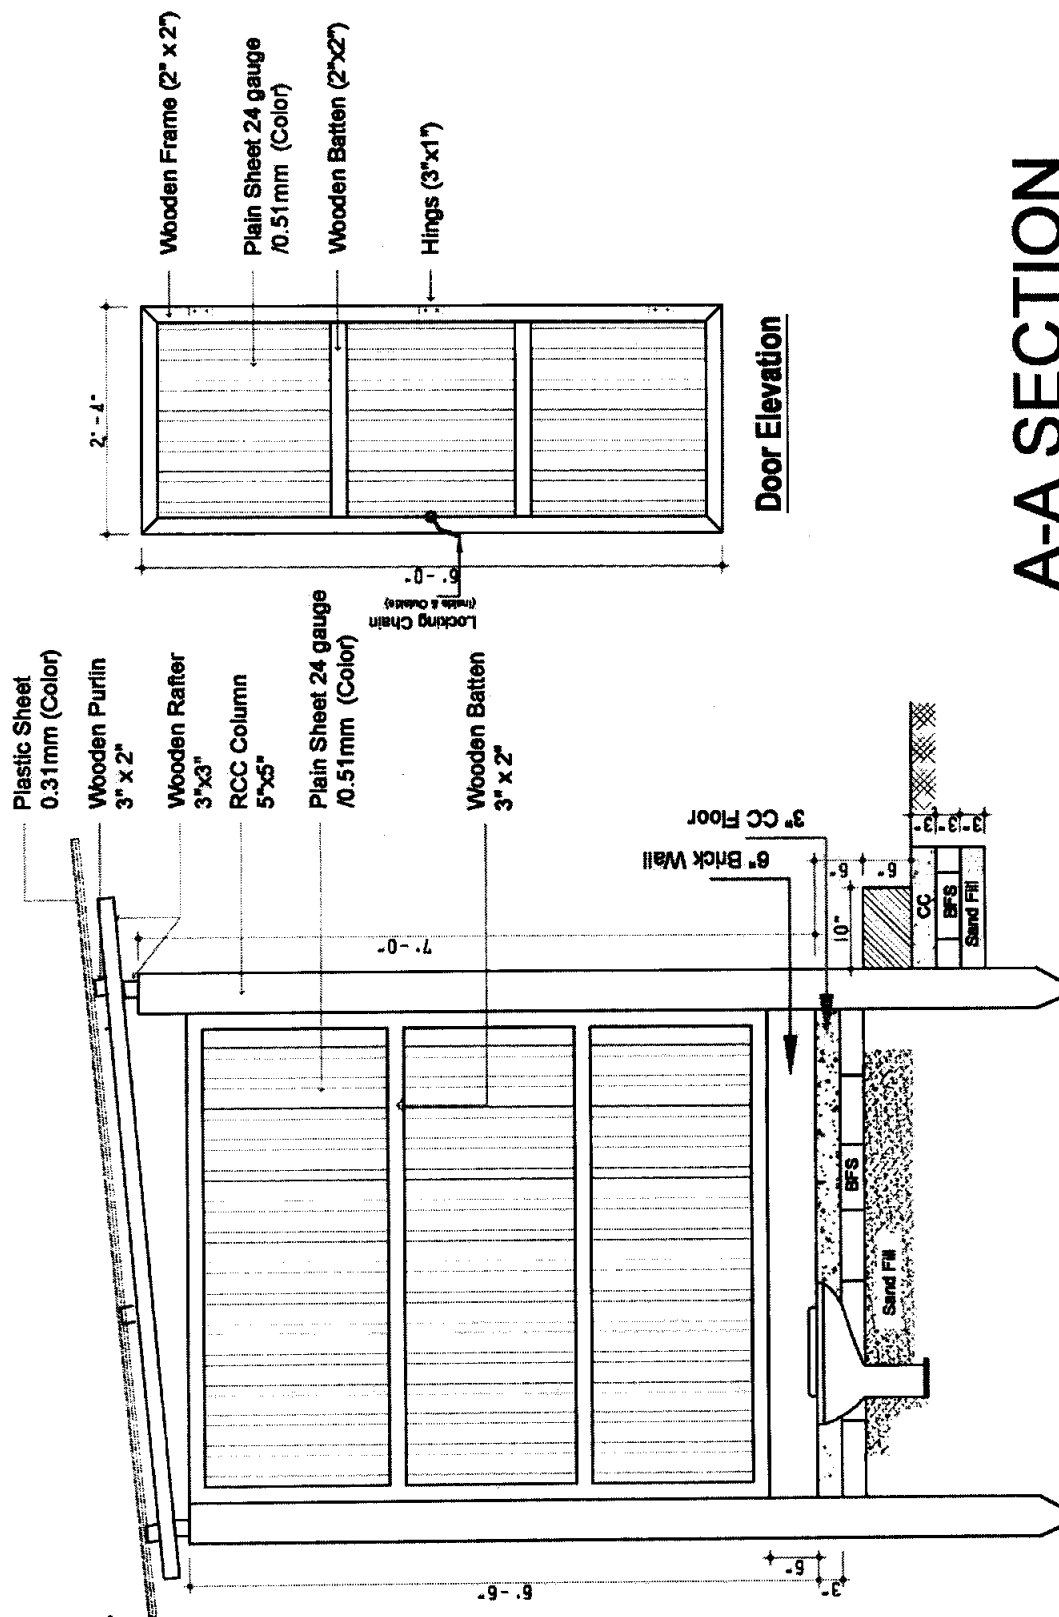 Plastic Sheet
0.31mm (Color)
Wooden Purlin
3" x 2"
Wooden Rafter
3"x3"
RCC Column
5"x5"
Plain Sheet 24 gauge
/0.51mm (Color)
Wooden Batten
3" x 2"
7'-0"
6" Brick Wall
3" CC Floor
6"
6"
10"
3"
3"
3"
CC
BFS
Sand Fill
BFS
Sand Fill
6'-6"
6"
3"
2'-4"
6'-0"
Locking Chain
(Inside & Outside)
Wooden Frame (2" x 2")
Plain Sheet 24 gauge
/0.51mm (Color)
Wooden Batten (2"x2")
Hings (3"x1")
Door Elevation
A-A SECTION